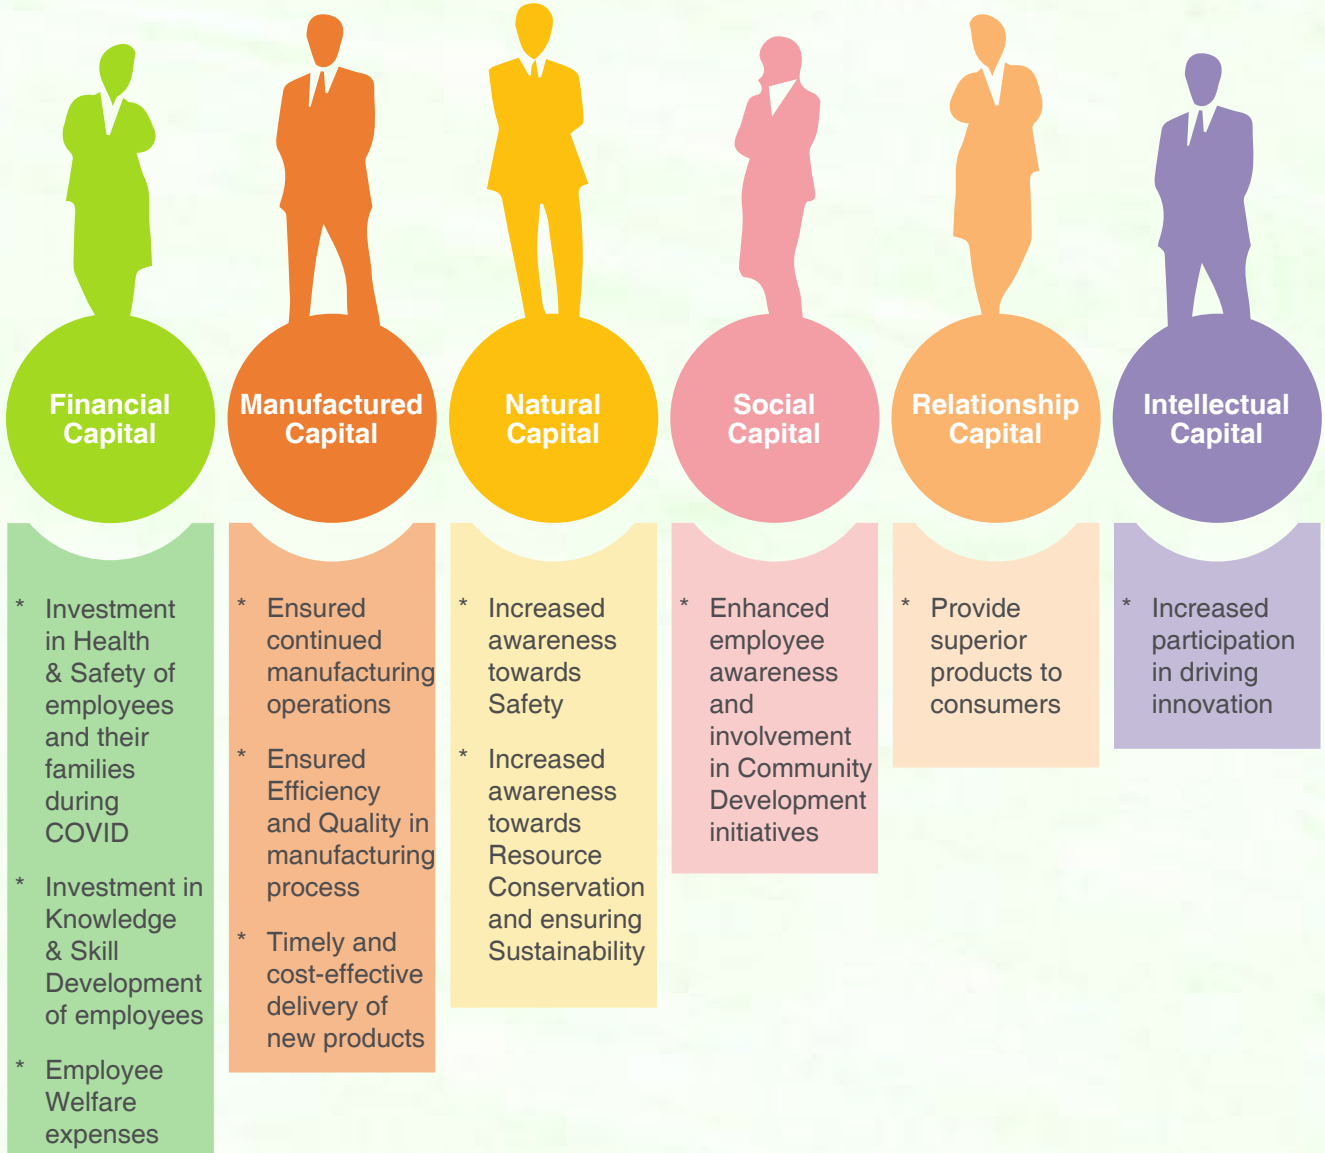 Financial
Capital
* Investment
in Health
& Safety of
employees
and their
families
during
COVID
* Investment in
Knowledge
& Skill
Development
of employees
* Employee
Welfare
expenses
Manufactured
Capital
* Ensured
continued
manufacturing
operations
* Ensured
Efficiency
and Quality in
manufacturing
process
* Timely and
cost-effective
delivery of
new products
Natural
Capital
* Increased
awareness
towards
Safety
* Increased
awareness
towards
Resource
Conservation
and ensuring
Sustainability
Social
Capital
* Enhanced
employee
awareness
and
involvement
in Community
Development
initiatives
Relationship
Capital
* Provide
superior
products to
consumers
Intellectual
Capital
* Increased
participation
in driving
innovation